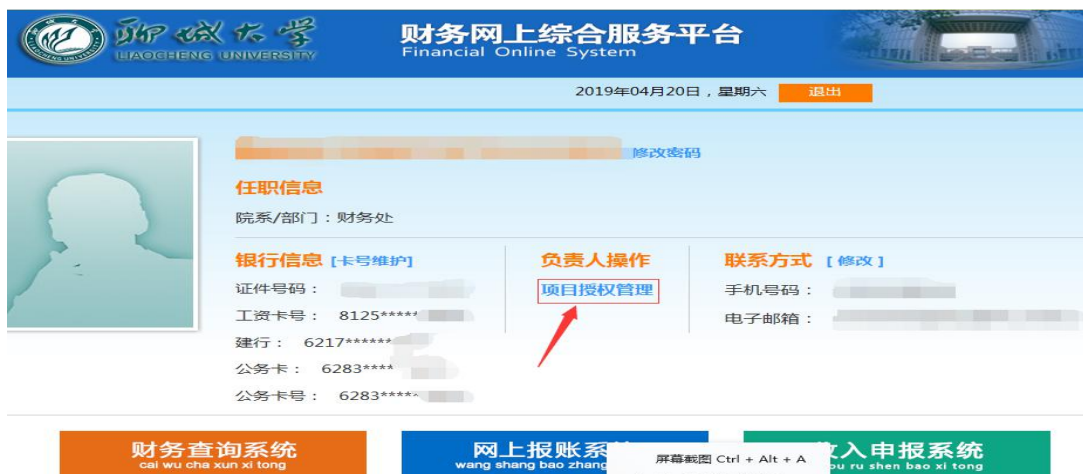 聊城大学
LIAOCHENG UNIVERSITY
财务网上综合服务平台
Financial Online System
2019年04月20日，星期六 退出
修改密码
任职信息
院系/部门：财务处
银行信息 [卡号维护]
证件号码：
工资卡号： 8125*****
建行： 6217******
公务卡： 6283****
公务卡号： 6283*****
负责人操作
项目授权管理
联系方式 [修改]
手机号码：
电子邮箱：
财务查询系统
cai wu cha xun xi tong
网上报账系
wang shang bao zhang
屏幕截图 Ctrl + Alt + A
入申报系统
ou ru shen bao xi tong